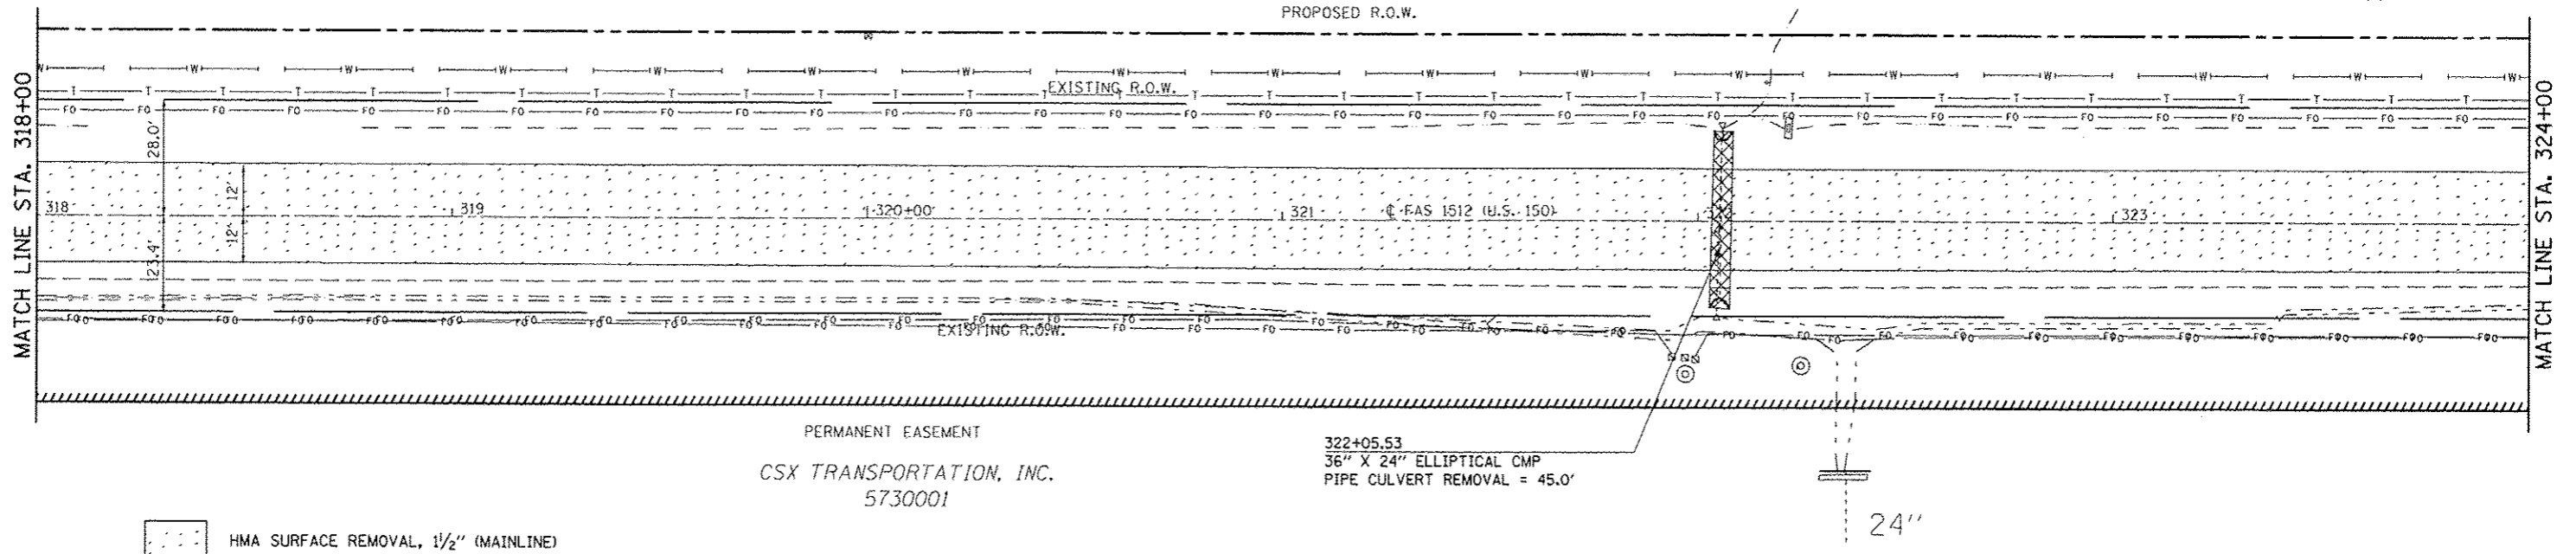 PROPOSED R.O.W.
MATCH LINE STA. 318+00
EXISTING R.O.W.
28.0'
12'
318
319
320+00
321
℄ FAS 1512 (U.S. 150)
323
12'
23.4'
EXISTING R.O.W.
MATCH LINE STA. 324+00
PERMANENT EASEMENT
CSX TRANSPORTATION, INC.
5730001
322+05.53
36" X 24" ELLIPTICAL CMP
PIPE CULVERT REMOVAL = 45.0'
24"
HMA SURFACE REMOVAL, 1½" (MAINLINE)